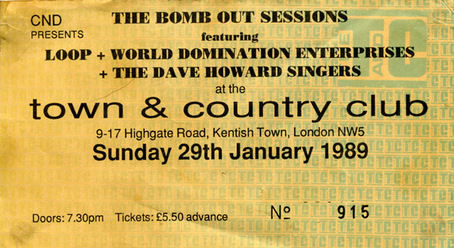 CND
PRESENTS
THE BOMB OUT SESSIONS
featuring
LOOP + WORLD DOMINATION ENTERPRISES
+ THE DAVE HOWARD SINGERS
at the
town & country club
9-17 Highgate Road, Kentish Town, London NW5
Sunday 29th January 1989
Doors: 7.30pm Tickets: £5.50 advance Nº 915